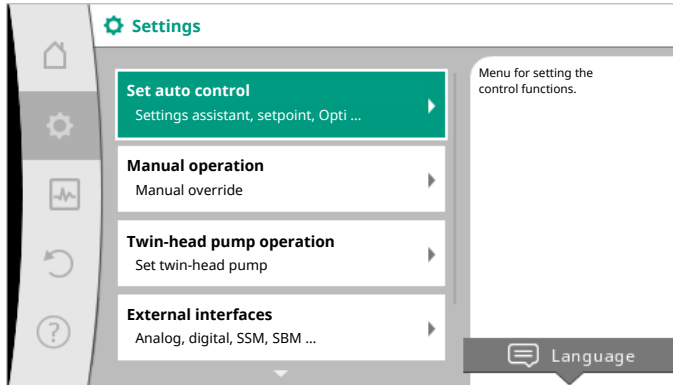 Settings
Set auto control
Settings assistant, setpoint, Opti ...
Manual operation
Manual override
Twin-head pump operation
Set twin-head pump
External interfaces
Analog, digital, SSM, SBM ...
Menu for setting the
control functions.
Language